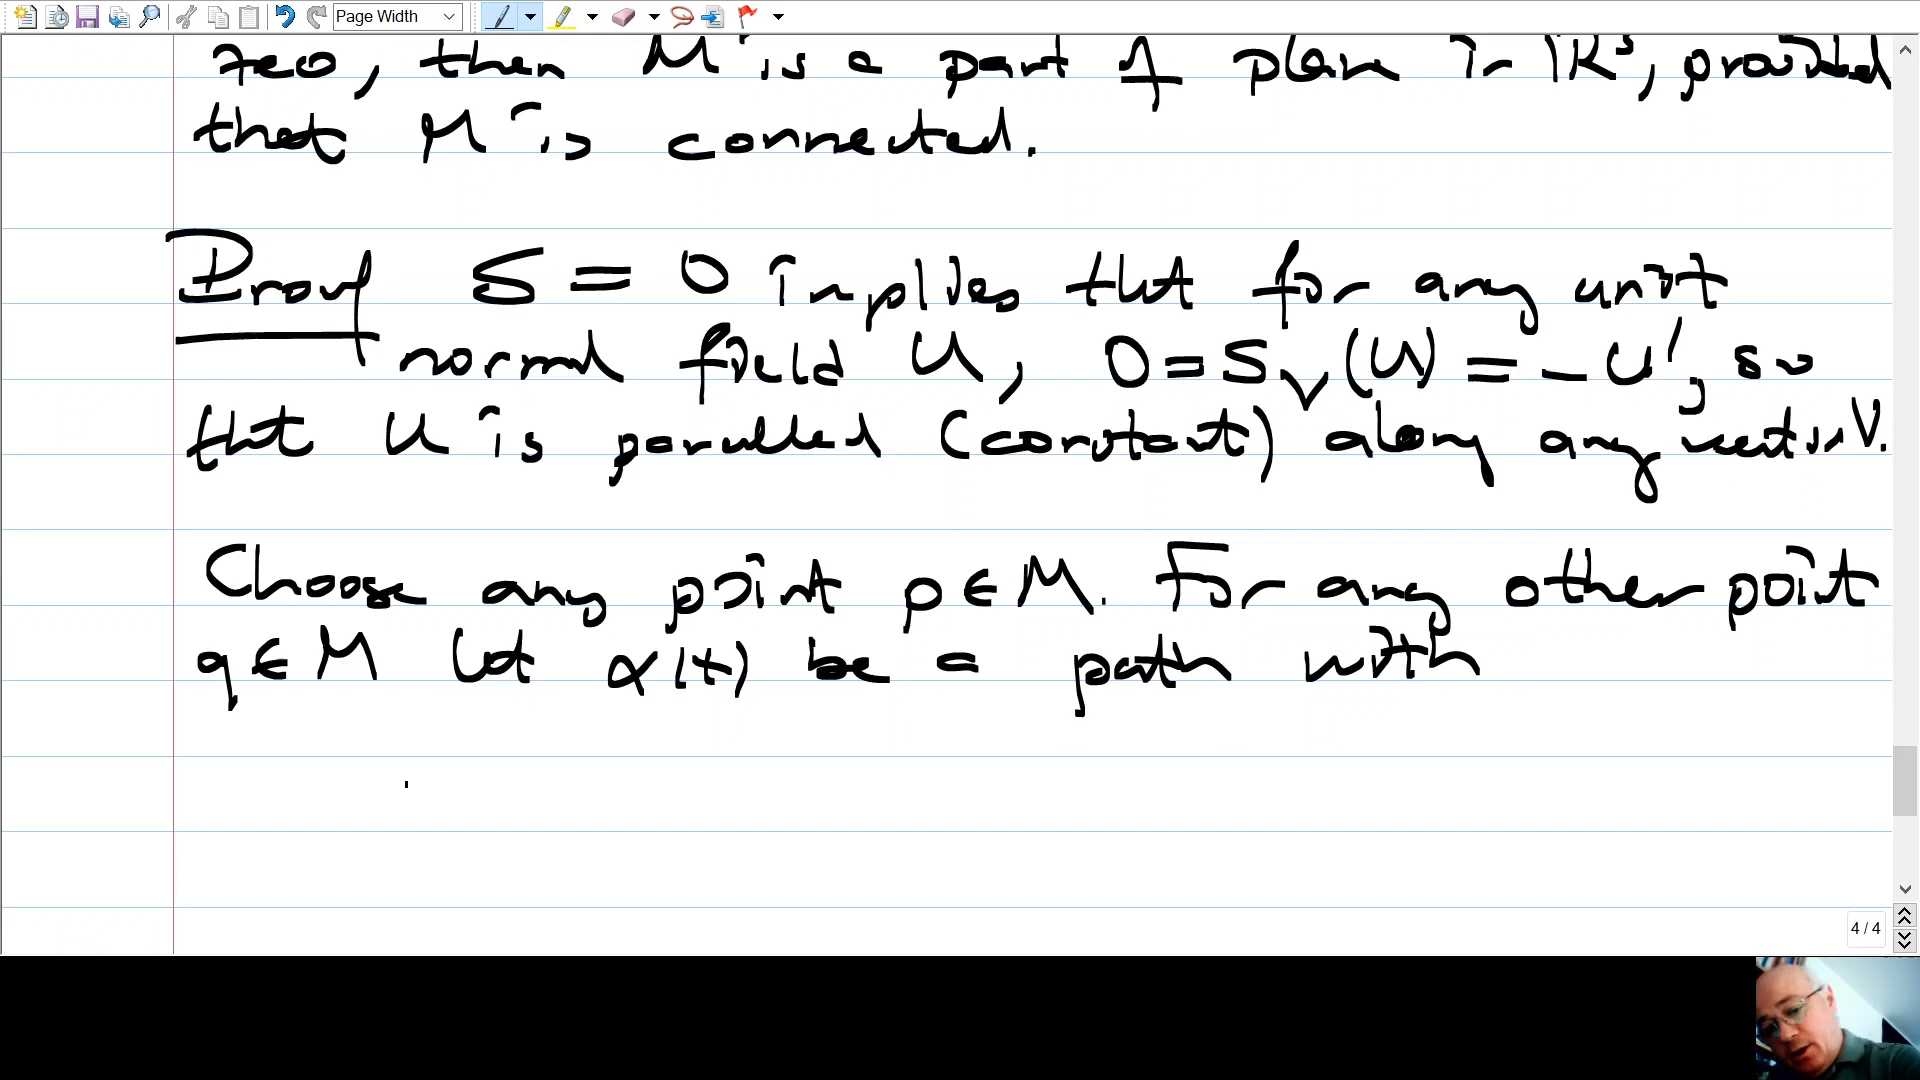 Page Width
zero, then M is a part of plane in ℝ³, provided
that M is connected.
Proof S = 0 implies that for any unit
normal field U, 0 = S_V(U) = -U', so
that U is parallel (constant) along any vector V.
Choose any point p ∈ M. For any other point
q ∈ M let α(t) be a path with
4 / 4